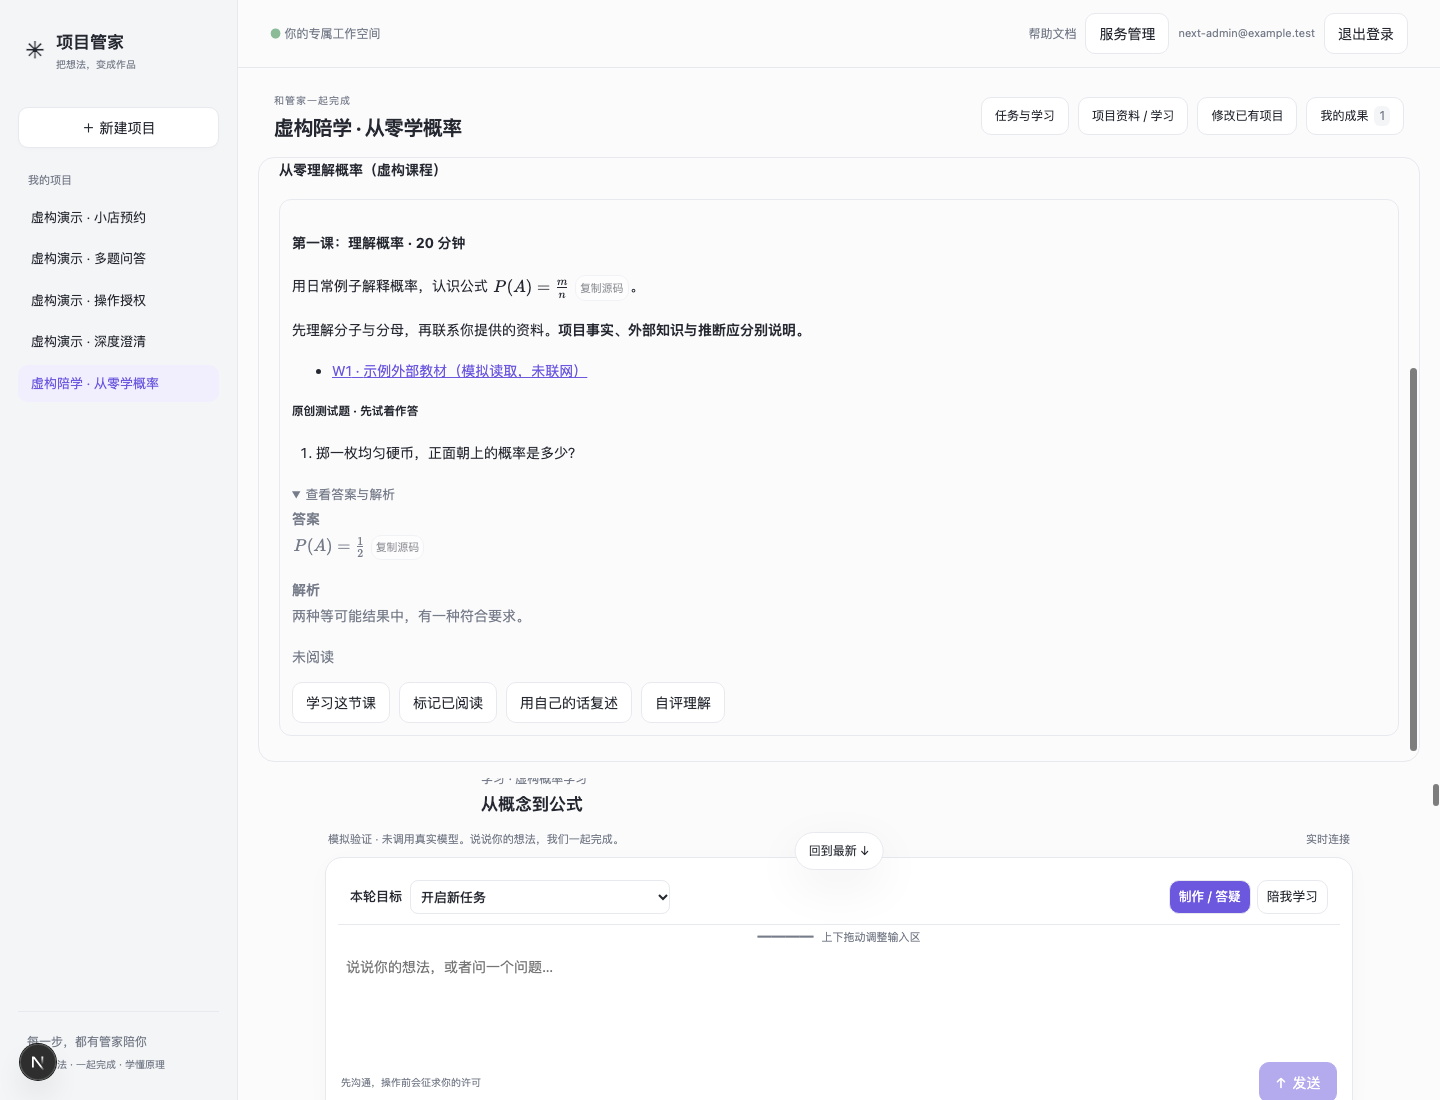 项目管家
把想法，变成作品
+ 新建项目
我的项目
虚构演示 · 小店预约
虚构演示 · 多题问答
虚构演示 · 操作授权
虚构演示 · 深度澄清
虚构陪学 · 从零学概率
每一步，都有管家陪你
法 · 一起完成 · 学懂原理
N
你的专属工作空间
帮助文档 服务管理 next-admin@example.test 退出登录
和管家一起完成
虚构陪学 · 从零学概率
任务与学习 项目资料 / 学习 修改已有项目 我的成果 1
从零理解概率（虚构课程）
第一课：理解概率 · 20 分钟
用日常例子解释概率，认识公式 P(A) = m/n 复制源码 。
先理解分子与分母，再联系你提供的资料。项目事实、外部知识与推断应分别说明。
W1 · 示例外部教材（模拟读取，未联网）
原创测试题 · 先试着作答
1. 掷一枚均匀硬币，正面朝上的概率是多少？
▼ 查看答案与解析
答案
P(A) = 1/2 复制源码
解析
两种等可能结果中，有一种符合要求。
未阅读
学习这节课 标记已阅读 用自己的话复述 自评理解
学习 · 虚构概率学习
从概念到公式
模拟验证 · 未调用真实模型。说说你的想法，我们一起完成。
回到最新 ↓
实时连接
本轮目标 开启新任务 制作 / 答疑 陪我学习
上下拖动调整输入区
说说你的想法，或者问一个问题...
先沟通，操作前会征求你的许可
↑ 发送